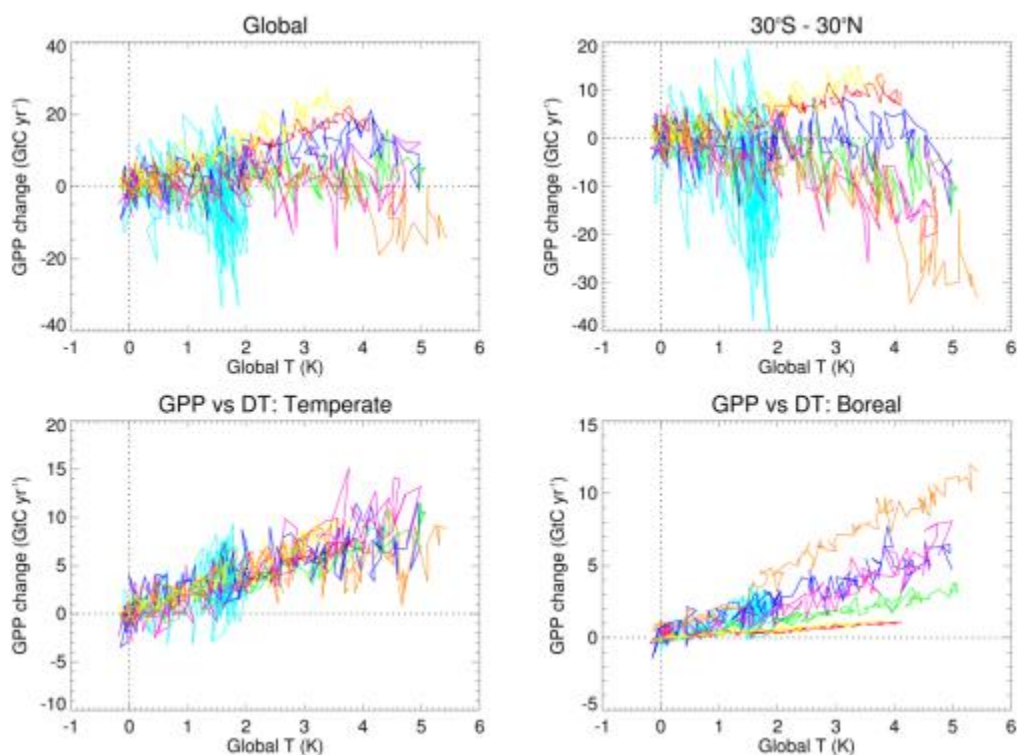 Global
40
20
0
-20
-40
GPP change (GtC yr⁻¹)
-1 0 1 2 3 4 5 6
Global T (K)
30°S - 30°N
20
10
0
-10
-20
-30
-40
GPP change (GtC yr⁻¹)
-1 0 1 2 3 4 5 6
Global T (K)
GPP vs DT: Temperate
20
15
10
5
0
-5
-10
GPP change (GtC yr⁻¹)
-1 0 1 2 3 4 5 6
Global T (K)
GPP vs DT: Boreal
15
10
5
0
-5
GPP change (GtC yr⁻¹)
-1 0 1 2 3 4 5 6
Global T (K)